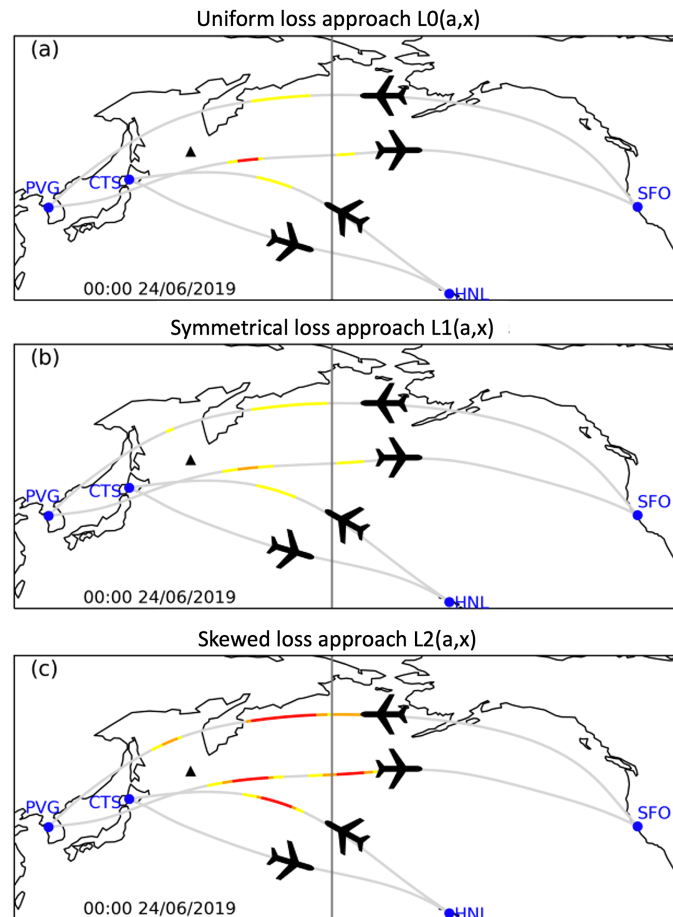 Uniform loss approach L0(a,x)
(a)
PVG
CTS
SFO
HNL
00:00 24/06/2019
Symmetrical loss approach L1(a,x)
(b)
PVG
CTS
SFO
HNL
00:00 24/06/2019
Skewed loss approach L2(a,x)
(c)
PVG
CTS
SFO
HNL
00:00 24/06/2019